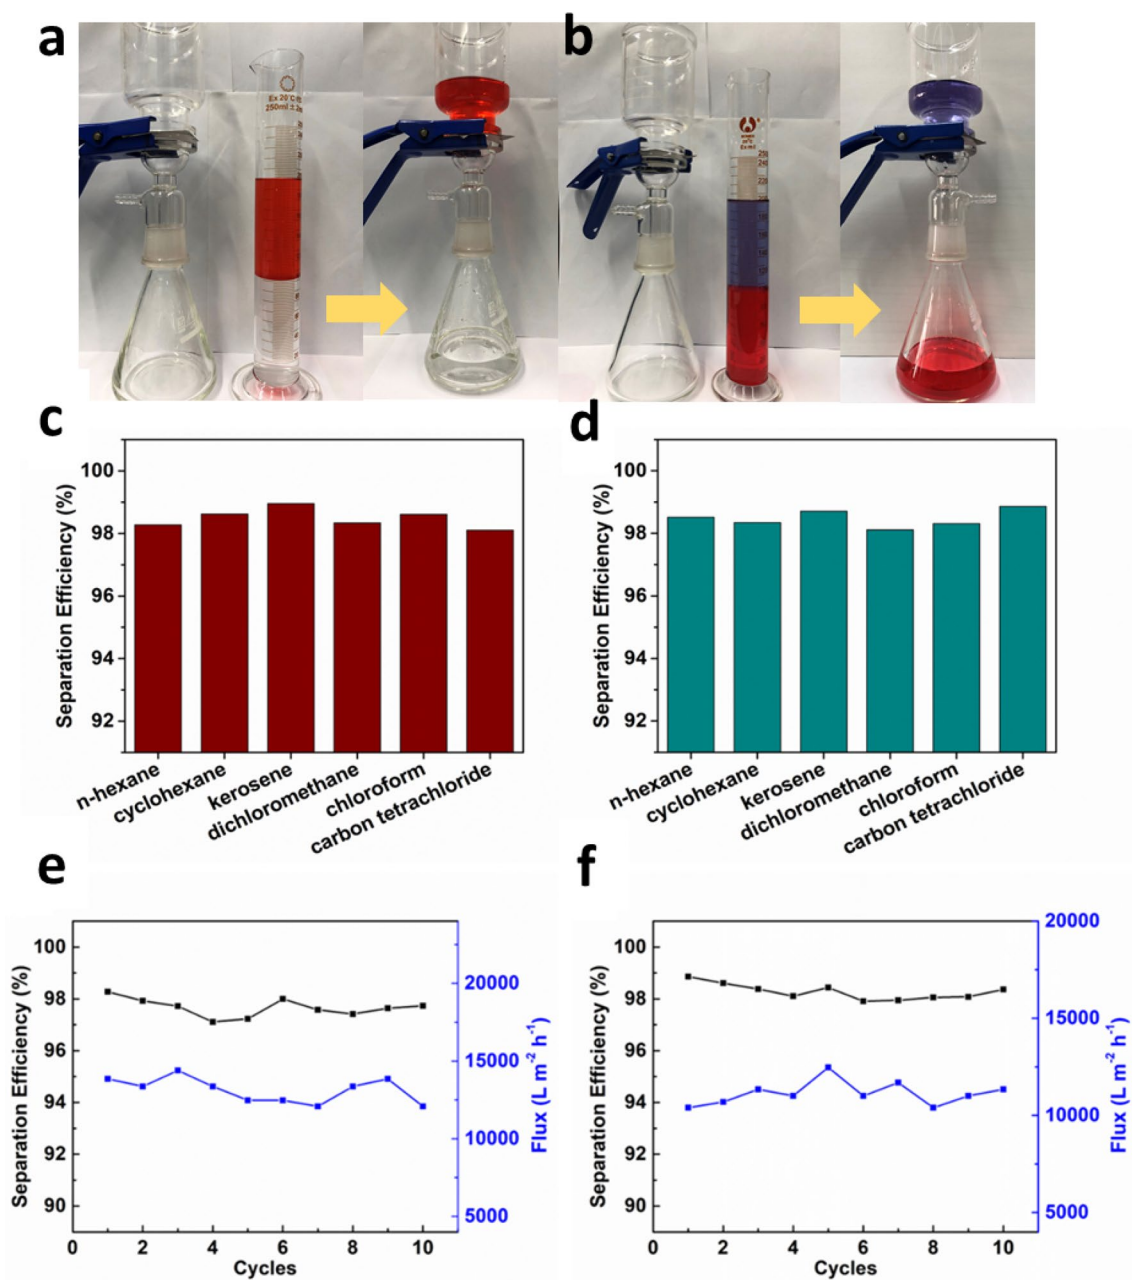 a
b
Ex 20°C
250ml
250
240
220
c
d
Separation Efficiency (%)
100
98
96
94
92
n-hexane
cyclohexane
kerosene
dichloromethane
chloroform
carbon tetrachloride
Separation Efficiency (%)
100
98
96
94
92
n-hexane
cyclohexane
kerosene
dichloromethane
chloroform
carbon tetrachloride
e
f
Separation Efficiency (%)
100
98
96
94
92
90
0 2 4 6 8 10
Cycles
20000
15000
10000
5000
Flux (L m⁻² h⁻¹)
Separation Efficiency (%)
100
98
96
94
92
90
0 2 4 6 8 10
Cycles
20000
15000
10000
5000
Flux (L m⁻² h⁻¹)